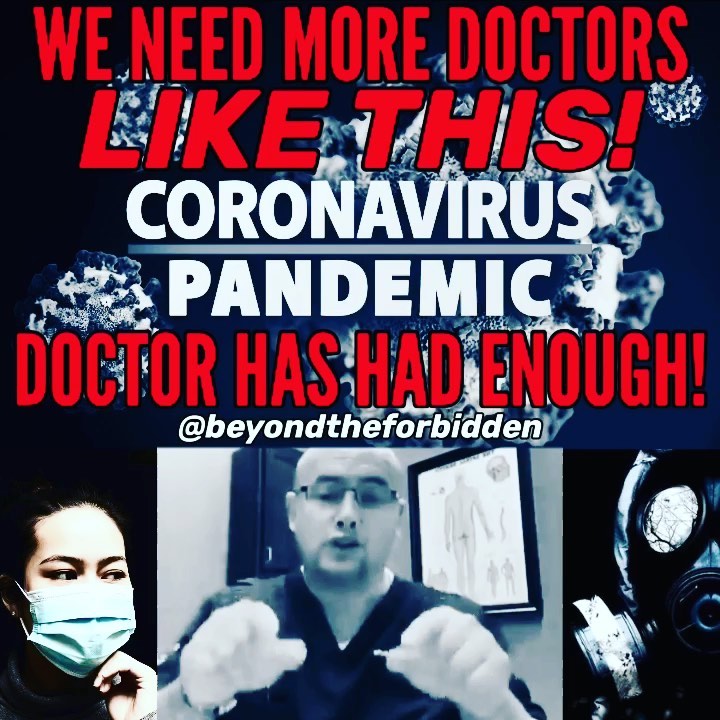 WE NEED MORE DOCTORS
LIKE THIS!
CORONAVIRUS
PANDEMIC
DOCTOR HAS HAD ENOUGH!
@beyondtheforbidden